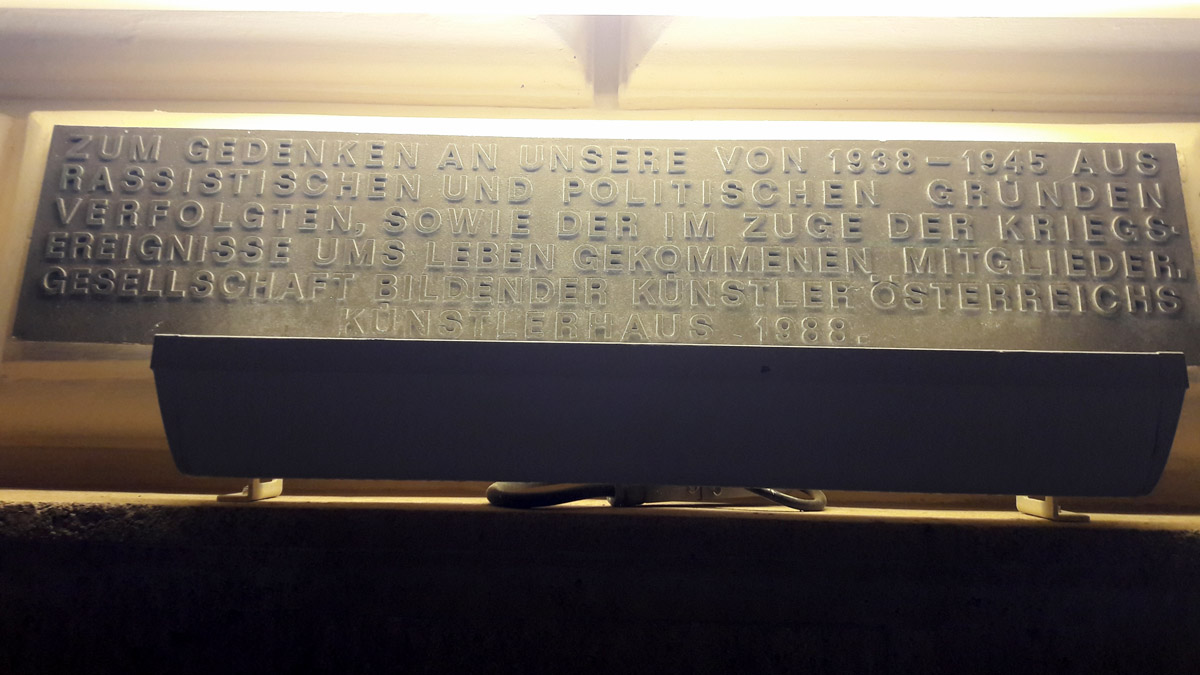 ZUM GEDENKEN AN UNSERE VON 1938–1945 AUS
RASSISTISCHEN UND POLITISCHEN GRÜNDEN
VERFOLGTEN, SOWIE DER IM ZUGE DER KRIEGS-
EREIGNISSE UMS LEBEN GEKOMMENEN MITGLIEDER.
GESELLSCHAFT BILDENDER KÜNSTLER ÖSTERREICHS
KÜNSTLERHAUS 1988.